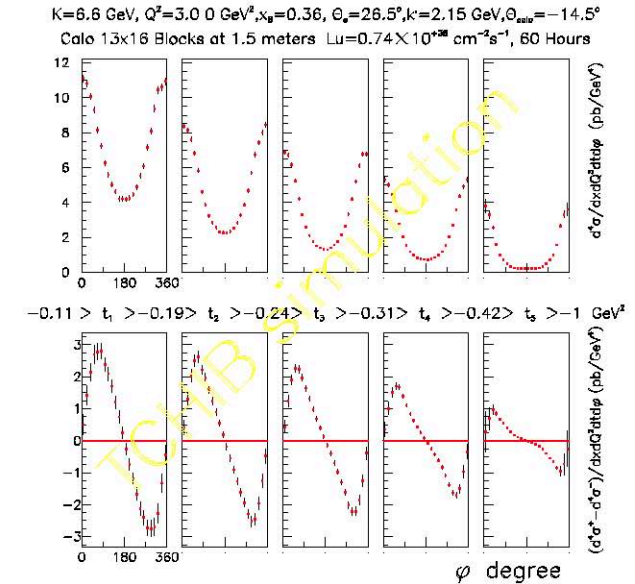 K=6.6 GeV, Q²=3.0 0 GeV²,x_B=0.36, Θ_e=26.5°,k'=2.15 GeV,Θ_calo=−14.5°
Calo 13x16 Blocks at 1.5 meters Lu=0.74×10⁺³⁸ cm⁻²s⁻¹, 60 Hours
12
10
8
6
4
2
0
0 180 360
d⁴σ/dxdQ²dtdφ (pb/GeV⁴)
−0.11 > t₁ >−0.19> t₂ >−0.24> t₃ >−0.31> t₄ >−0.42> t₅ >−1 GeV²
3
2
1
0
−1
−2
−3
0 180 360
(d⁴σ⁺−d⁴σ⁻)/dxdQ²dtdφ (pb/GeV⁴)
φ degree
TCHIB simulation